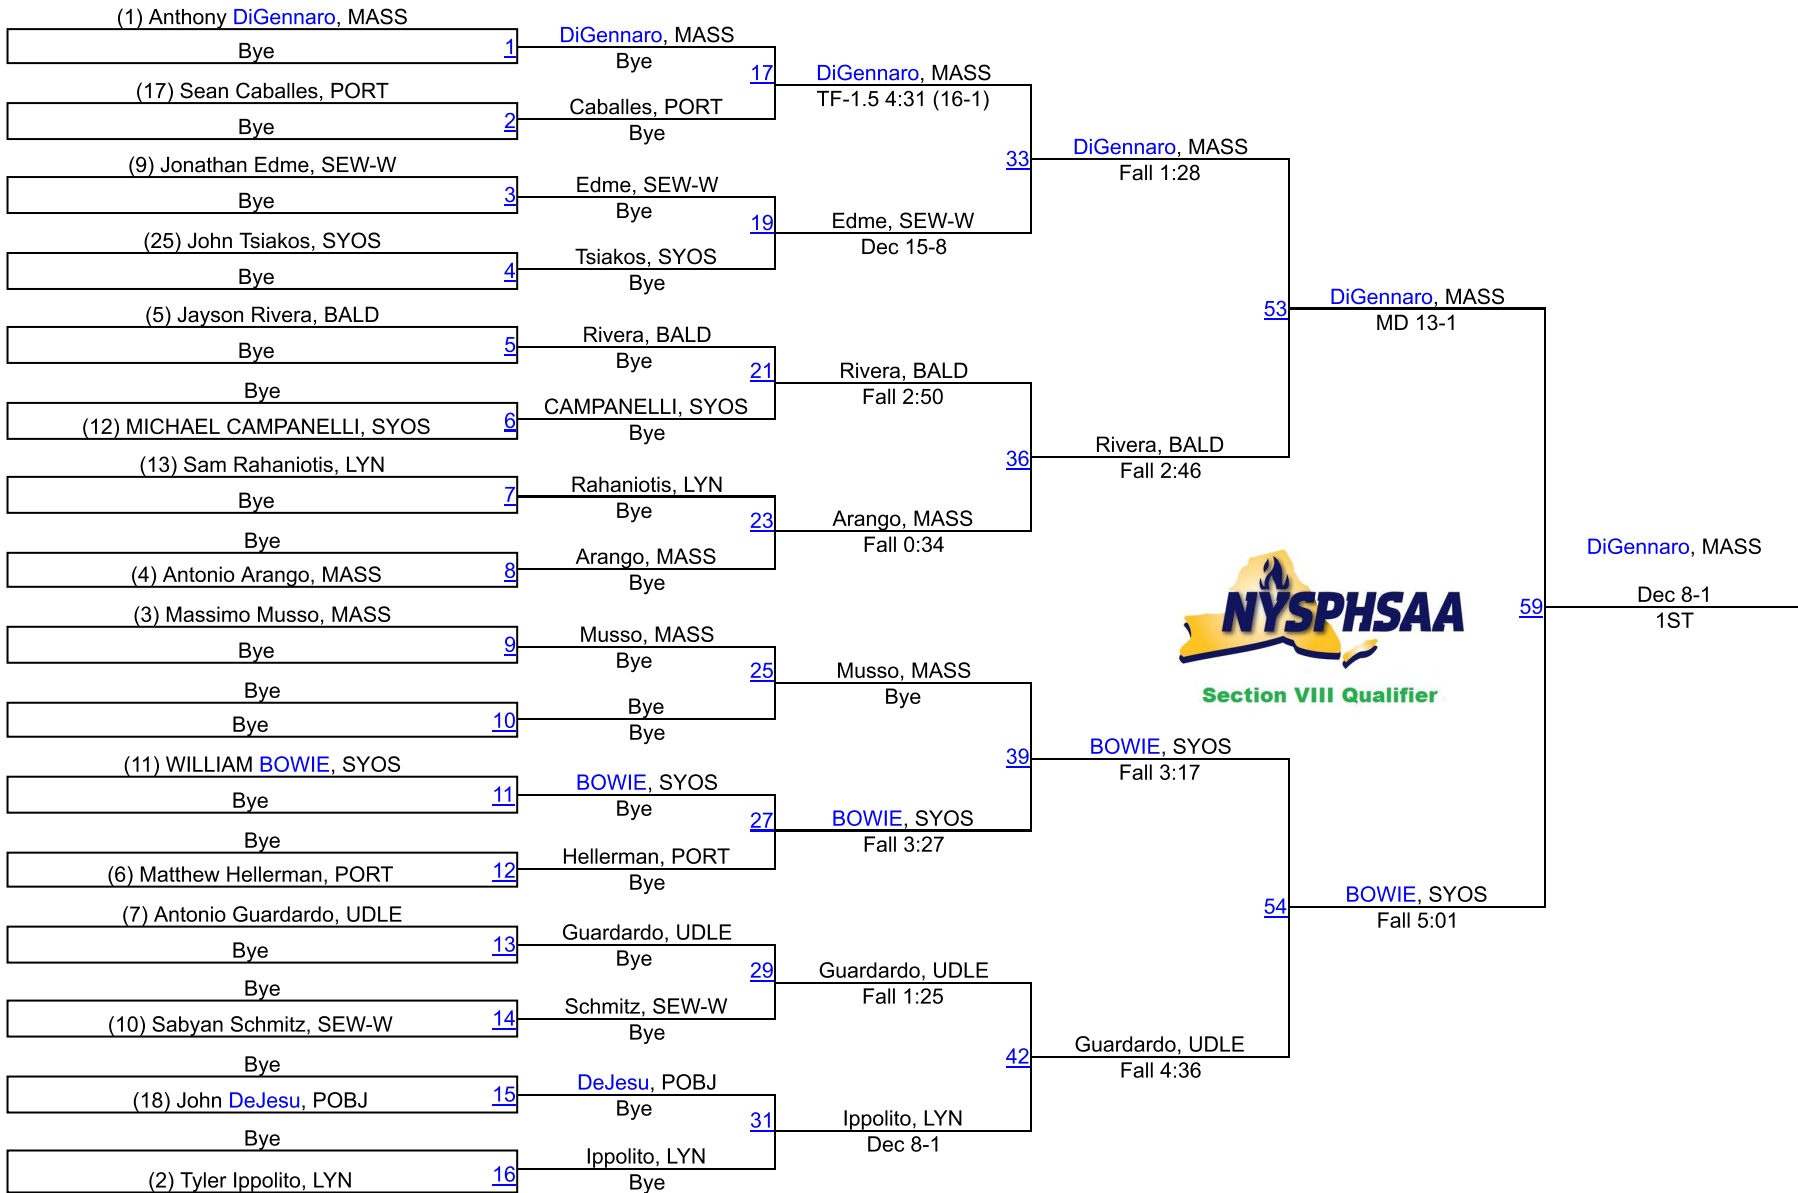 (1) Anthony DiGennaro, MASS
Bye
1
(17) Sean Caballes, PORT
Bye
2
(9) Jonathan Edme, SEW-W
Bye
3
(25) John Tsiakos, SYOS
Bye
4
(5) Jayson Rivera, BALD
Bye
5
Bye
(12) MICHAEL CAMPANELLI, SYOS
6
(13) Sam Rahaniotis, LYN
Bye
7
Bye
(4) Antonio Arango, MASS
8
(3) Massimo Musso, MASS
Bye
9
Bye
Bye
10
(11) WILLIAM BOWIE, SYOS
Bye
11
Bye
(6) Matthew Hellerman, PORT
12
(7) Antonio Guardardo, UDLE
Bye
13
Bye
(10) Sabyan Schmitz, SEW-W
14
Bye
(18) John DeJesu, POBJ
15
Bye
(2) Tyler Ippolito, LYN
16
DiGennaro, MASS
Bye
17
Caballes, PORT
Bye
Edme, SEW-W
Bye
19
Tsiakos, SYOS
Bye
Rivera, BALD
Bye
21
CAMPANELLI, SYOS
Bye
Rahaniotis, LYN
Bye
23
Arango, MASS
Bye
Musso, MASS
Bye
25
Bye
Bye
BOWIE, SYOS
Bye
27
Hellerman, PORT
Bye
Guardardo, UDLE
Bye
29
Schmitz, SEW-W
Bye
DeJesu, POBJ
Bye
31
Ippolito, LYN
Bye
DiGennaro, MASS
TF-1.5 4:31 (16-1)
33
Edme, SEW-W
Dec 15-8
Rivera, BALD
Fall 2:50
36
Arango, MASS
Fall 0:34
Musso, MASS
Bye
39
BOWIE, SYOS
Fall 3:27
Guardardo, UDLE
Fall 1:25
42
Ippolito, LYN
Dec 8-1
DiGennaro, MASS
Fall 1:28
53
Rivera, BALD
Fall 2:46
BOWIE, SYOS
Fall 3:17
54
Guardardo, UDLE
Fall 4:36
DiGennaro, MASS
MD 13-1
59
BOWIE, SYOS
Fall 5:01
DiGennaro, MASS
Dec 8-1
1ST
NYSPHSAA
Section VIII Qualifier